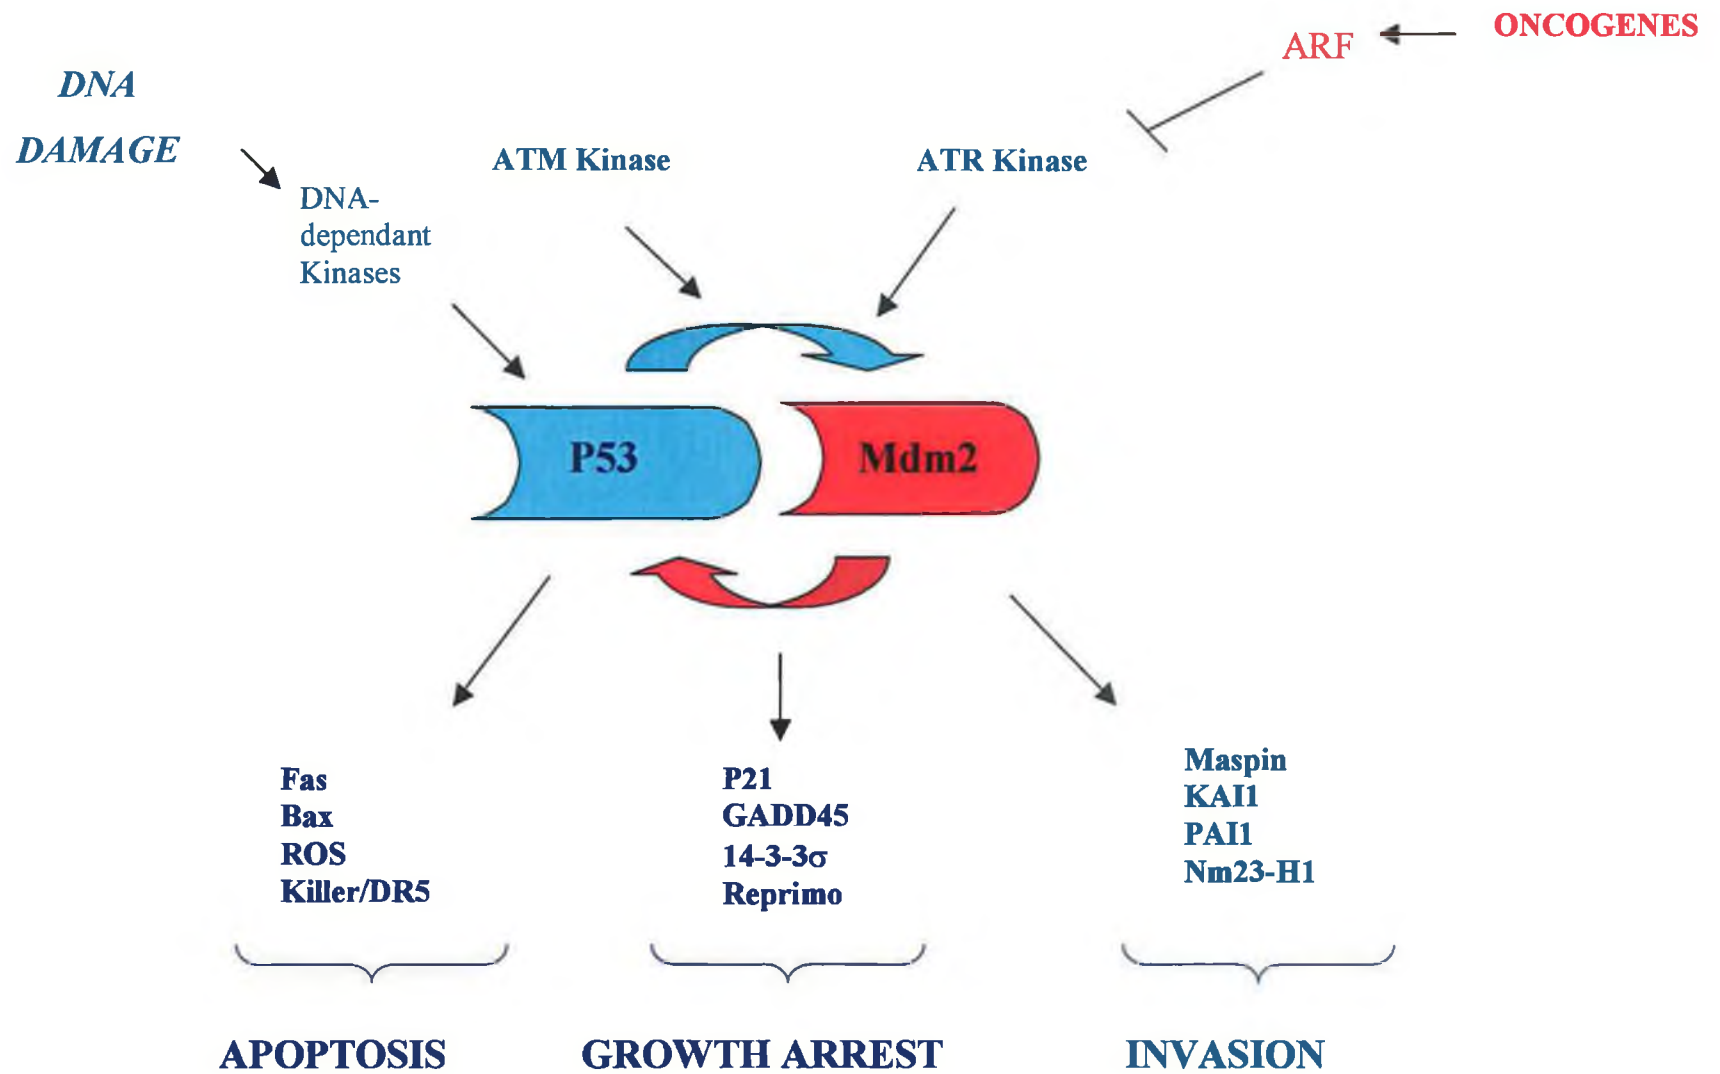 ONCOGENES
ARF
DNA
DAMAGE
ATM Kinase
ATR Kinase
DNA-
dependant
Kinases
P53
Mdm2
Fas
Bax
ROS
Killer/DR5
P21
GADD45
14-3-3σ
Reprimo
Maspin
KAI1
PAI1
Nm23-H1
APOPTOSIS
GROWTH ARREST
INVASION